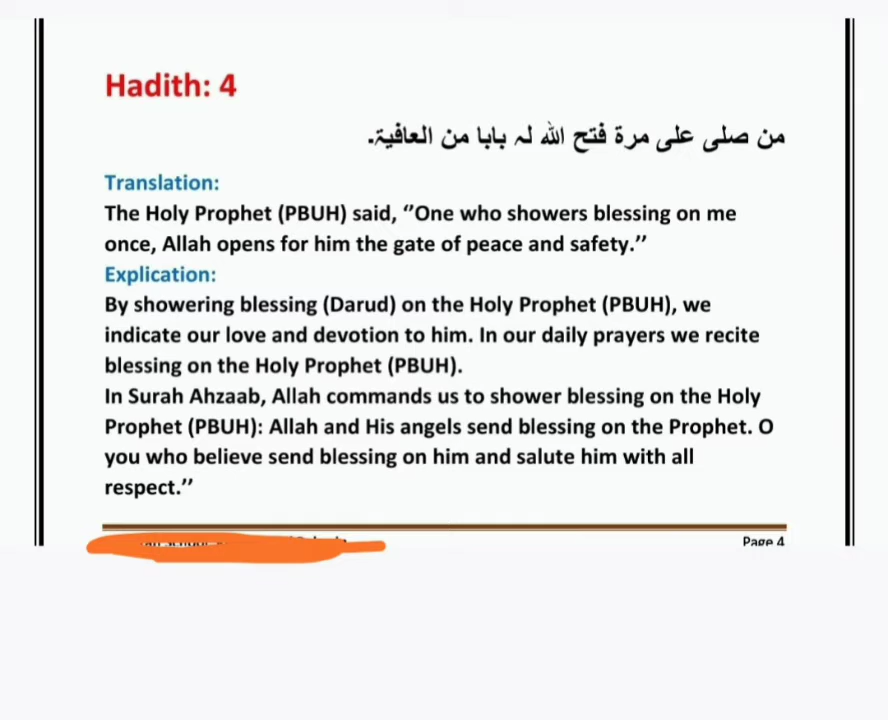 Hadith: 4
من صلی علی مرة فتح الله لہ بابا من العافیۃ۔
Translation:
The Holy Prophet (PBUH) said, ‘’One who showers blessing on me
once, Allah opens for him the gate of peace and safety.’’
Explication:
By showering blessing (Darud) on the Holy Prophet (PBUH), we
indicate our love and devotion to him. In our daily prayers we recite
blessing on the Holy Prophet (PBUH).
In Surah Ahzaab, Allah commands us to shower blessing on the Holy
Prophet (PBUH): Allah and His angels send blessing on the Prophet. O
you who believe send blessing on him and salute him with all
respect.’’
Page 4